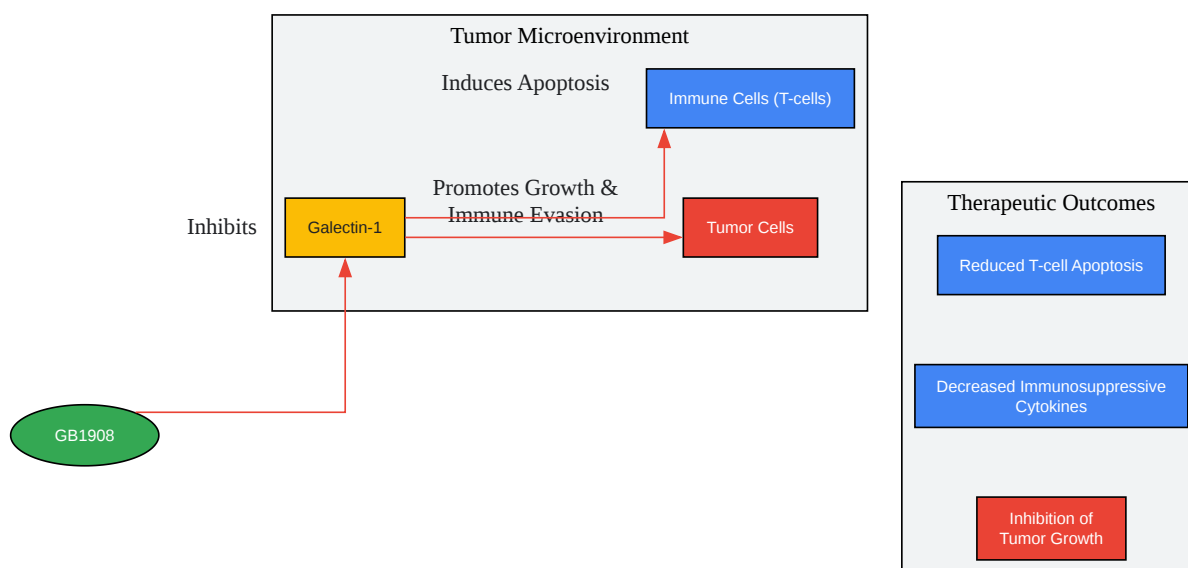 Tumor Microenvironment
Induces Apoptosis
Immune Cells (T-cells)
Promotes Growth &
Immune Evasion
Inhibits
Galectin-1
Tumor Cells
GB1908
Therapeutic Outcomes
Reduced T-cell Apoptosis
Decreased Immunosuppressive
Cytokines
Inhibition of
Tumor Growth